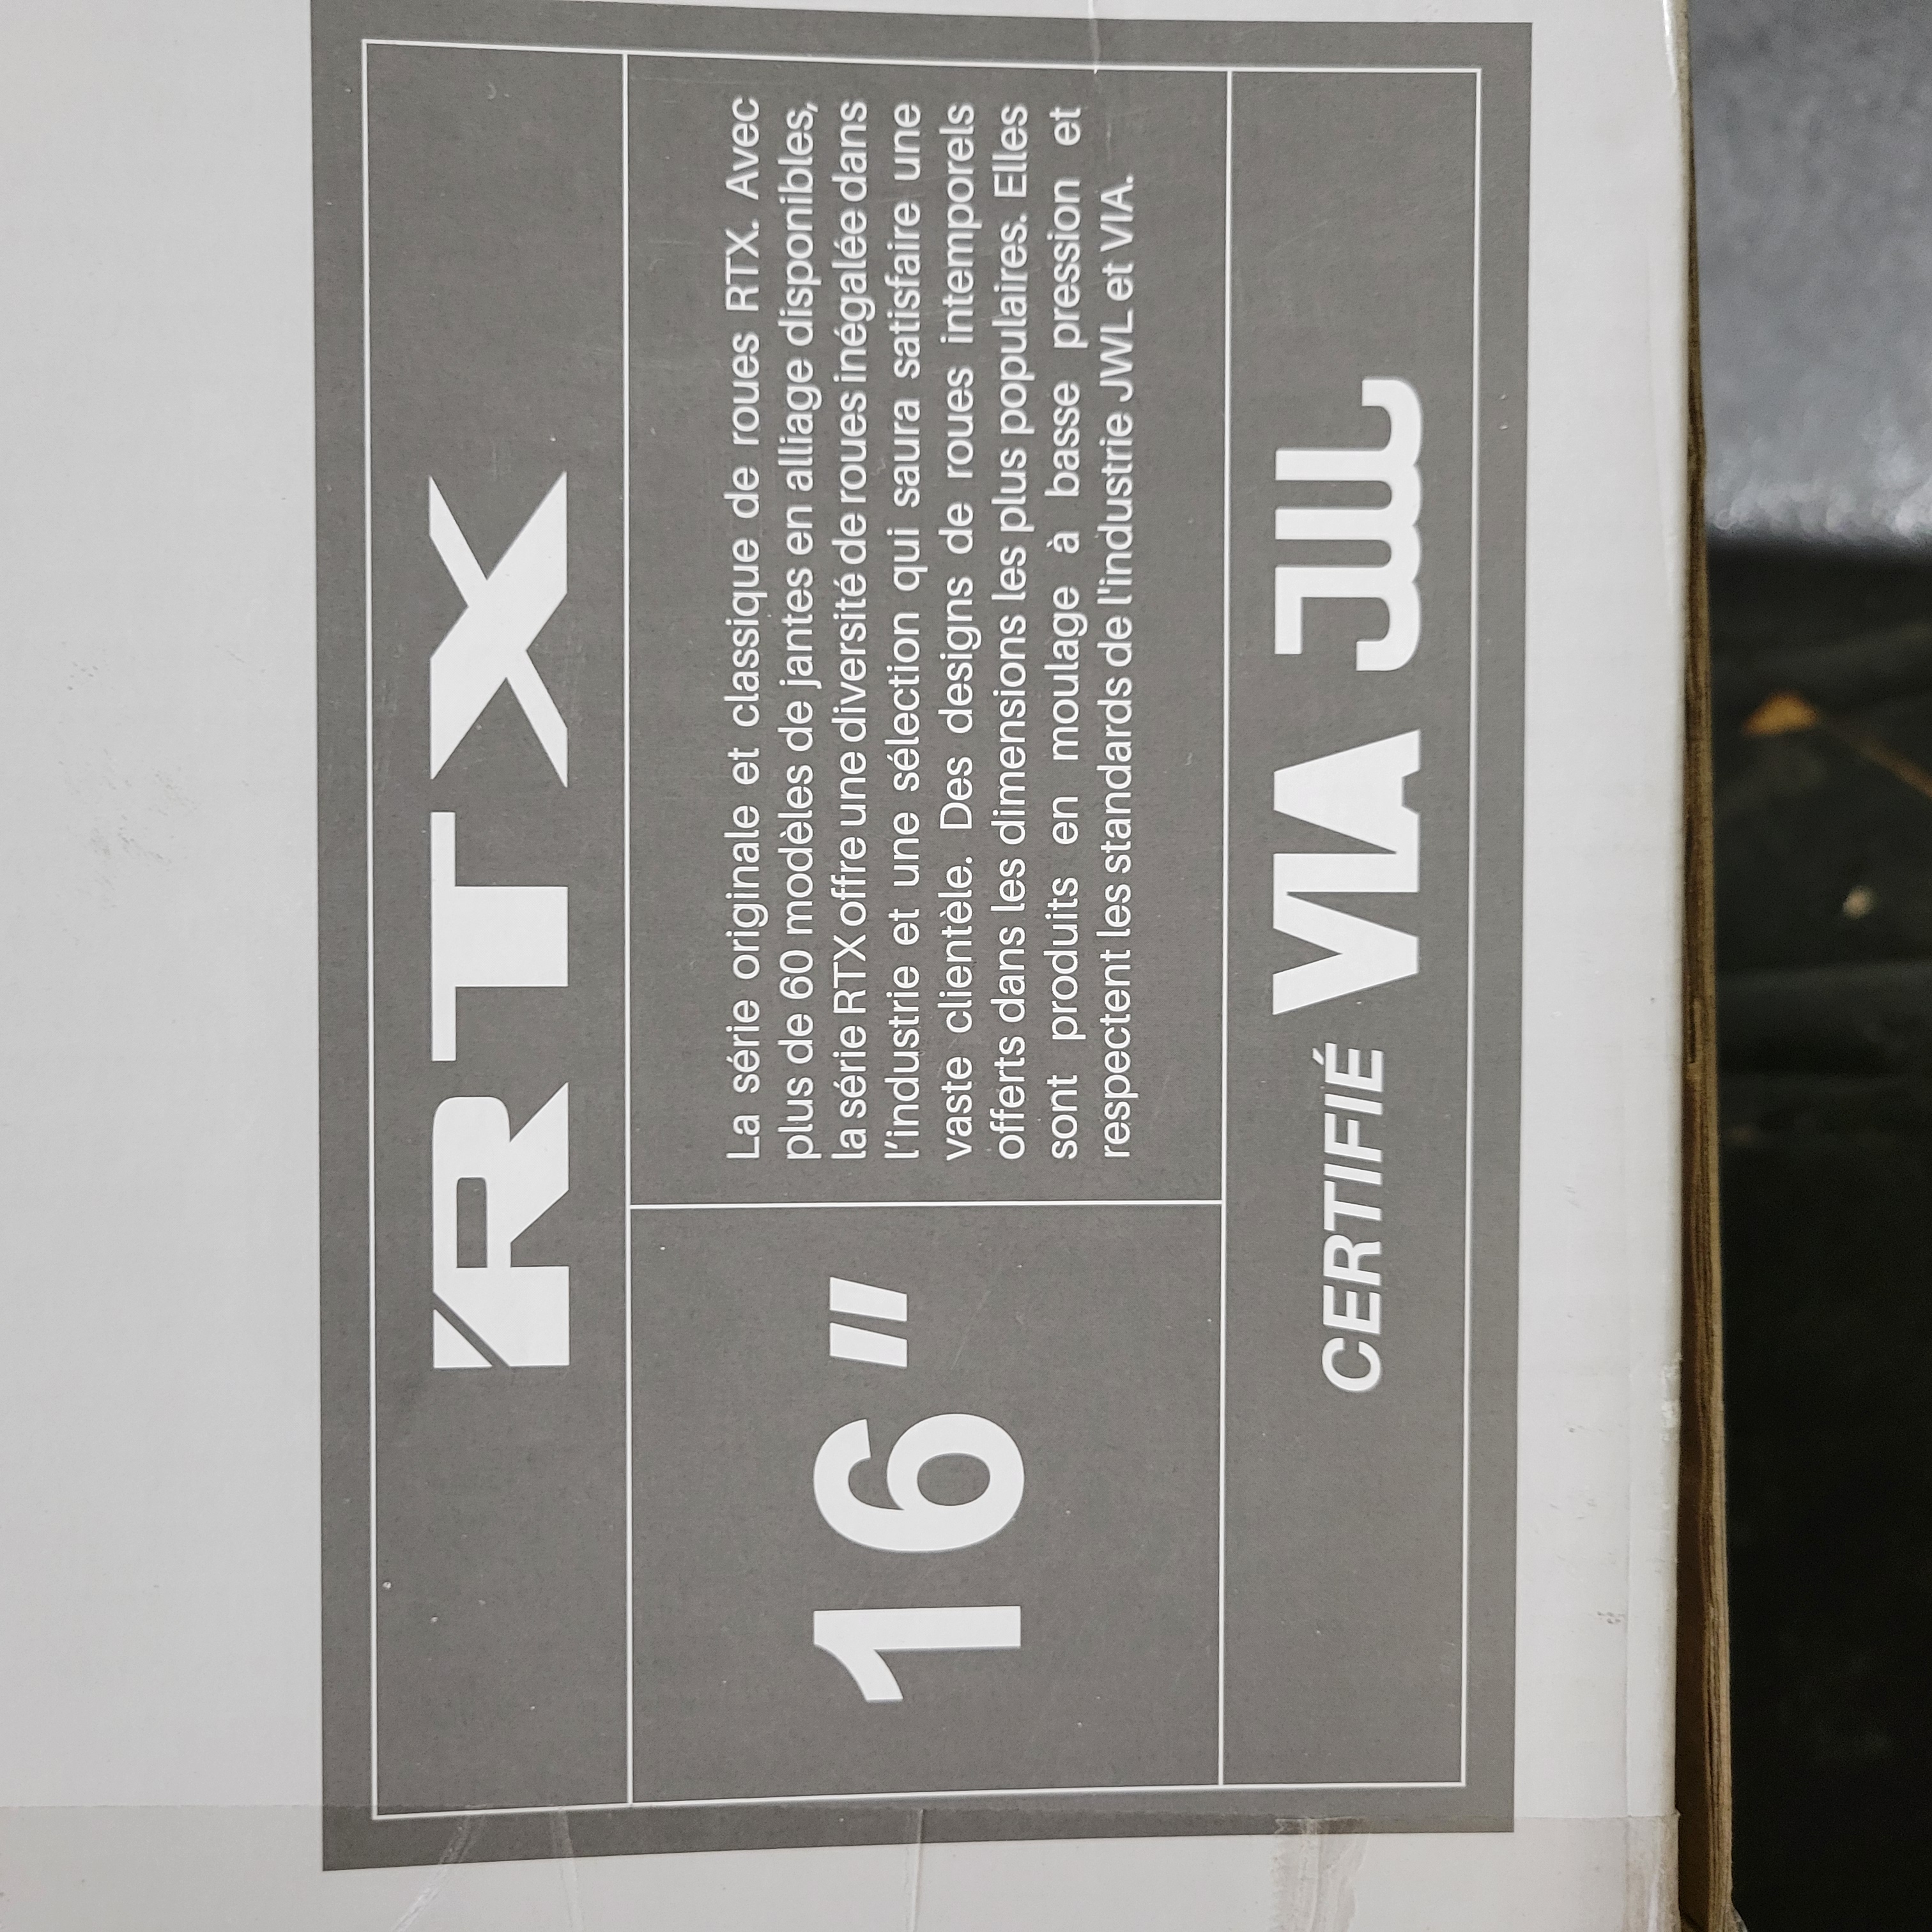 RTX
16"
La série originale et classique de roues RTX. Avec
plus de 60 modèles de jantes en alliage disponibles,
la série RTX offre une diversité de roues inégalée dans
l'industrie et une sélection qui saura satisfaire une
vaste clientèle. Des designs de roues intemporels
offerts dans les dimensions les plus populaires. Elles
sont produits en moulage à basse pression et
respectent les standards de l'industrie JWL et VIA.
CERTIFIÉ VIA JWL